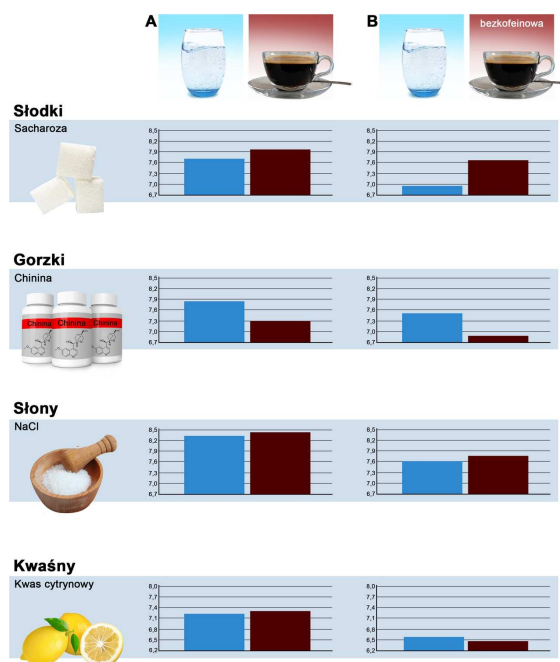 A B
bezkofeinowa
Słodki
Sacharoza
8,5 8,5
8,2 8,2
7,9 7,9
7,6 7,6
7,3 7,3
7,0 7,0
6,7 6,7
Gorzki
Chinina
8,5 8,5
8,2 8,2
7,9 7,9
7,6 7,6
7,3 7,3
7,0 7,0
6,7 6,7
Chinina Chinina Chinina
Słony
NaCl
8,5 8,5
8,2 8,2
7,9 7,9
7,6 7,6
7,3 7,3
7,0 7,0
6,7 6,7
Kwaśny
Kwas cytrynowy
8,0 8,0
7,7 7,7
7,4 7,4
7,1 7,1
6,8 6,8
6,5 6,5
6,2 6,2